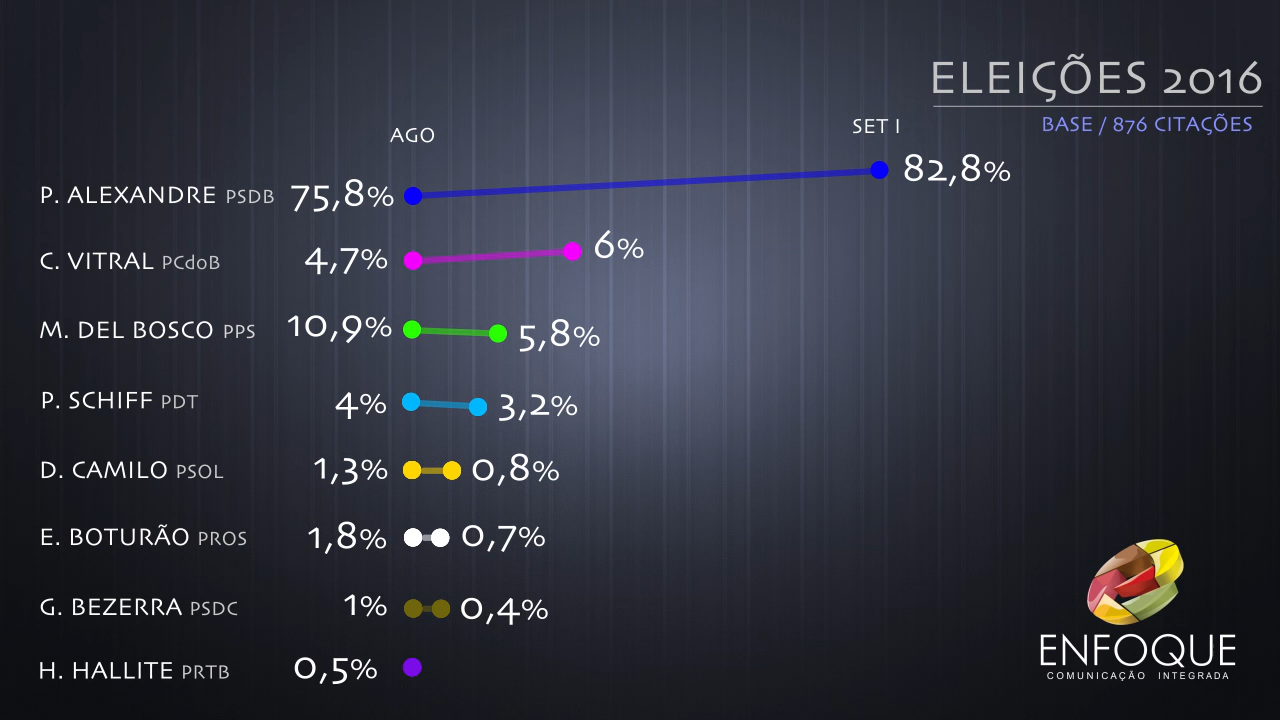 ELEIÇÕES 2016
BASE / 876 CITAÇÕES
AGO SET I
P. ALEXANDRE PSDB 75,8% 82,8%
C. VITRAL PCdoB 4,7% 6%
M. DEL BOSCO PPS 10,9% 5,8%
P. SCHIFF PDT 4% 3,2%
D. CAMILO PSOL 1,3% 0,8%
E. BOTURÃO PROS 1,8% 0,7%
G. BEZERRA PSDC 1% 0,4%
H. HALLITE PRTB 0,5%
ENFOQUE
COMUNICAÇÃO INTEGRADA